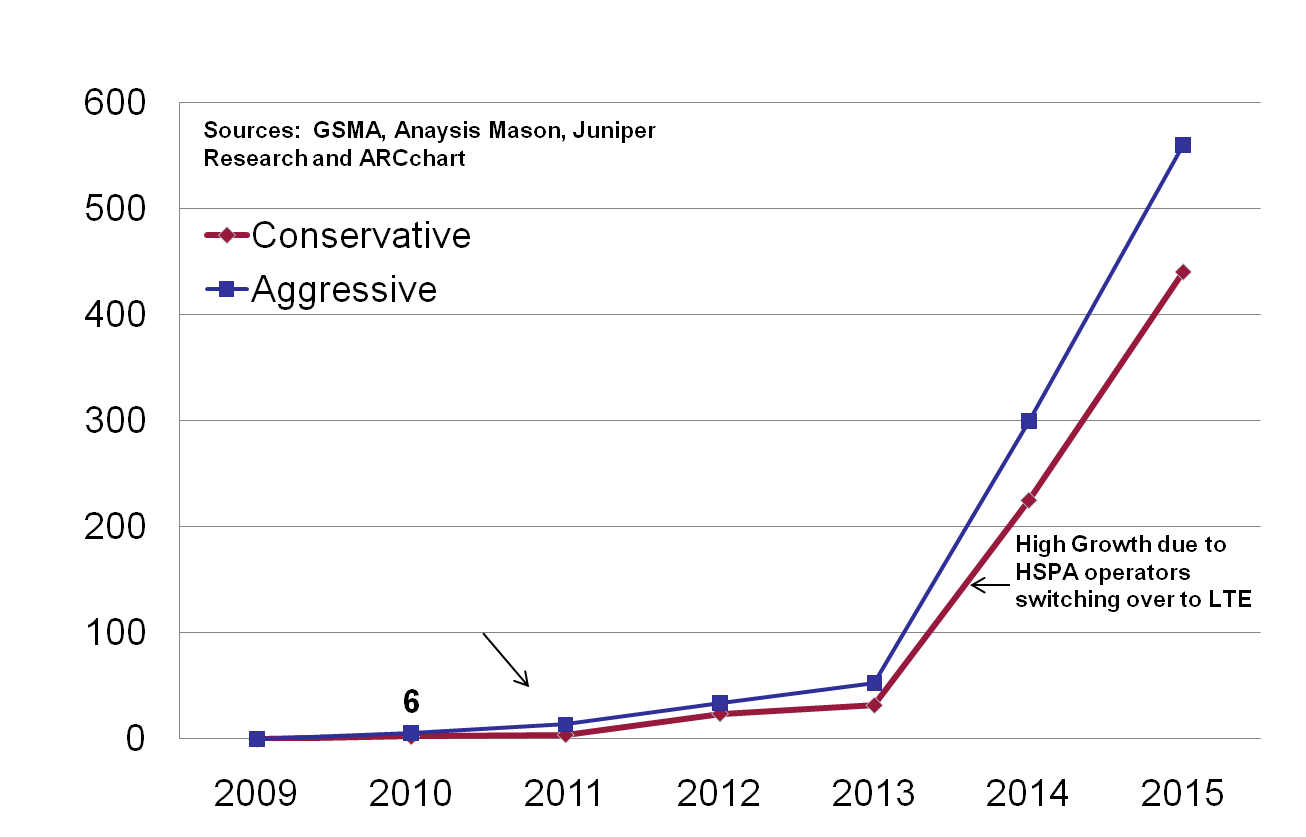 600
Sources: GSMA, Anaysis Mason, Juniper
Research and ARCchart
500
Conservative
Aggressive
400
300
200
High Growth due to
HSPA operators
switching over to LTE
100
6
0
2009 2010 2011 2012 2013 2014 2015